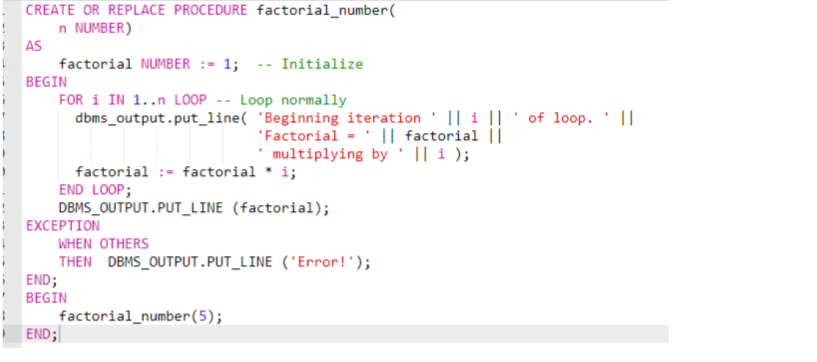 CREATE OR REPLACE PROCEDURE factorial_number(
    n NUMBER)
AS
    factorial NUMBER := 1;  -- Initialize
BEGIN
    FOR i IN 1..n LOOP -- Loop normally
      dbms_output.put_line( 'Beginning iteration ' || i || ' of loop. ' ||
                            'Factorial = ' || factorial ||
                            ' multiplying by ' || i );
      factorial := factorial * i;
    END LOOP;
    DBMS_OUTPUT.PUT_LINE (factorial);
EXCEPTION
    WHEN OTHERS
    THEN  DBMS_OUTPUT.PUT_LINE ('Error!');
END;
BEGIN
    factorial_number(5);
END;